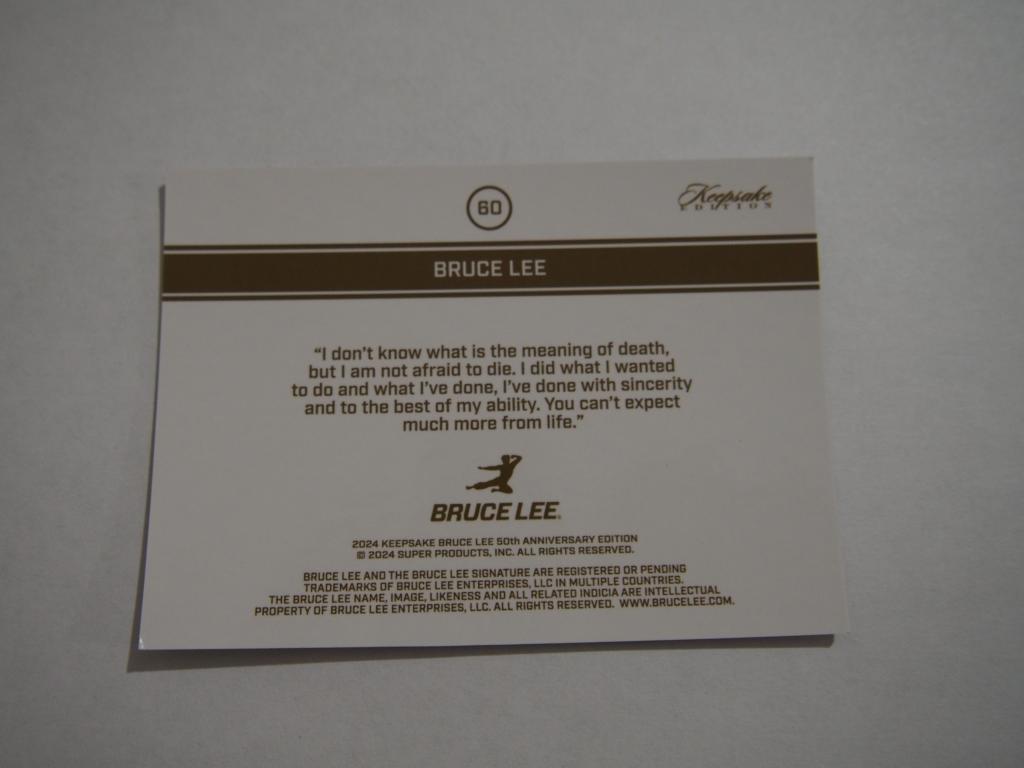 60
Keepsake
EDITION
BRUCE LEE
“I don’t know what is the meaning of death,
but I am not afraid to die. I did what I wanted
to do and what I’ve done, I’ve done with sincerity
and to the best of my ability. You can’t expect
much more from life.”
BRUCE LEE®
2024 KEEPSAKE BRUCE LEE 50th ANNIVERSARY EDITION
© 2024 SUPER PRODUCTS, INC. ALL RIGHTS RESERVED.
BRUCE LEE AND THE BRUCE LEE SIGNATURE ARE REGISTERED OR PENDING
TRADEMARKS OF BRUCE LEE ENTERPRISES, LLC IN MULTIPLE COUNTRIES.
THE BRUCE LEE NAME, IMAGE, LIKENESS AND ALL RELATED INDICIA ARE INTELLECTUAL
PROPERTY OF BRUCE LEE ENTERPRISES, LLC. ALL RIGHTS RESERVED. WWW.BRUCELEE.COM.